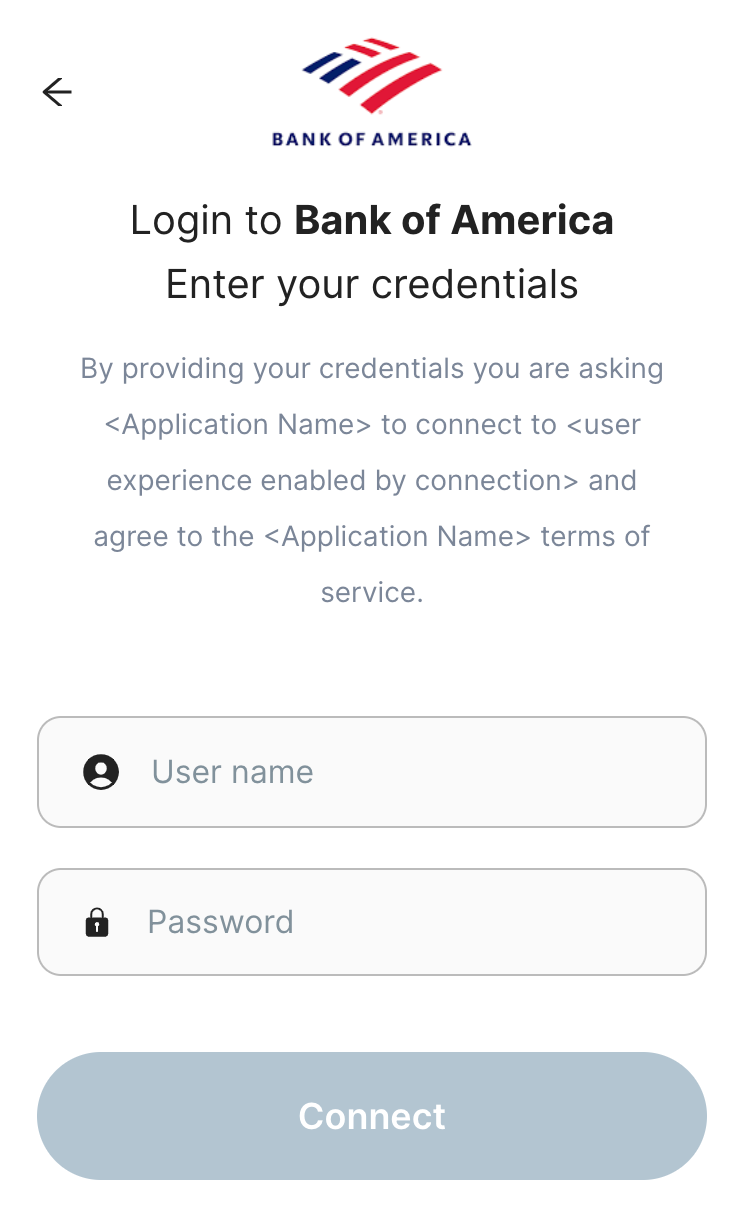 BANK OF AMERICA
Login to Bank of America
Enter your credentials
By providing your credentials you are asking
<Application Name> to connect to <user
experience enabled by connection> and
agree to the <Application Name> terms of
service.
User name
Password
Connect